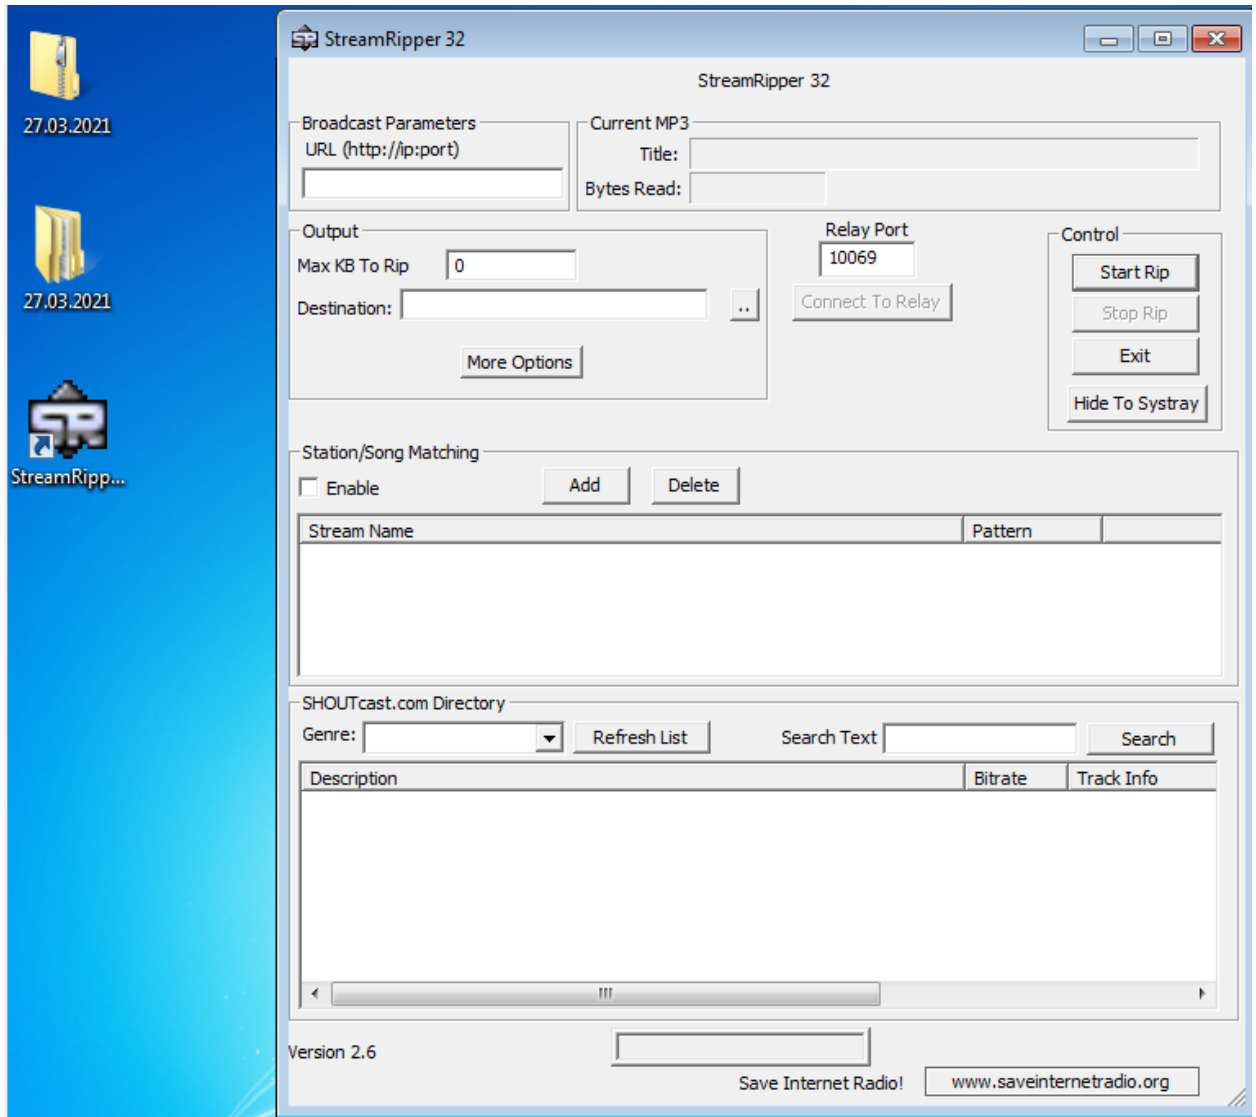 27.03.2021
27.03.2021
SR
StreamRipp...
StreamRipper 32
StreamRipper 32
Broadcast Parameters
URL (http://ip:port)
Current MP3
Title:
Bytes Read:
Output
Max KB To Rip 0
Destination: ..
More Options
Relay Port
10069
Connect To Relay
Control
Start Rip
Stop Rip
Exit
Hide To Systray
Station/Song Matching
Enable Add Delete
Stream Name Pattern
SHOUTcast.com Directory
Genre: Refresh List Search Text Search
Description Bitrate Track Info
Version 2.6
Save Internet Radio! www.saveinternetradio.org